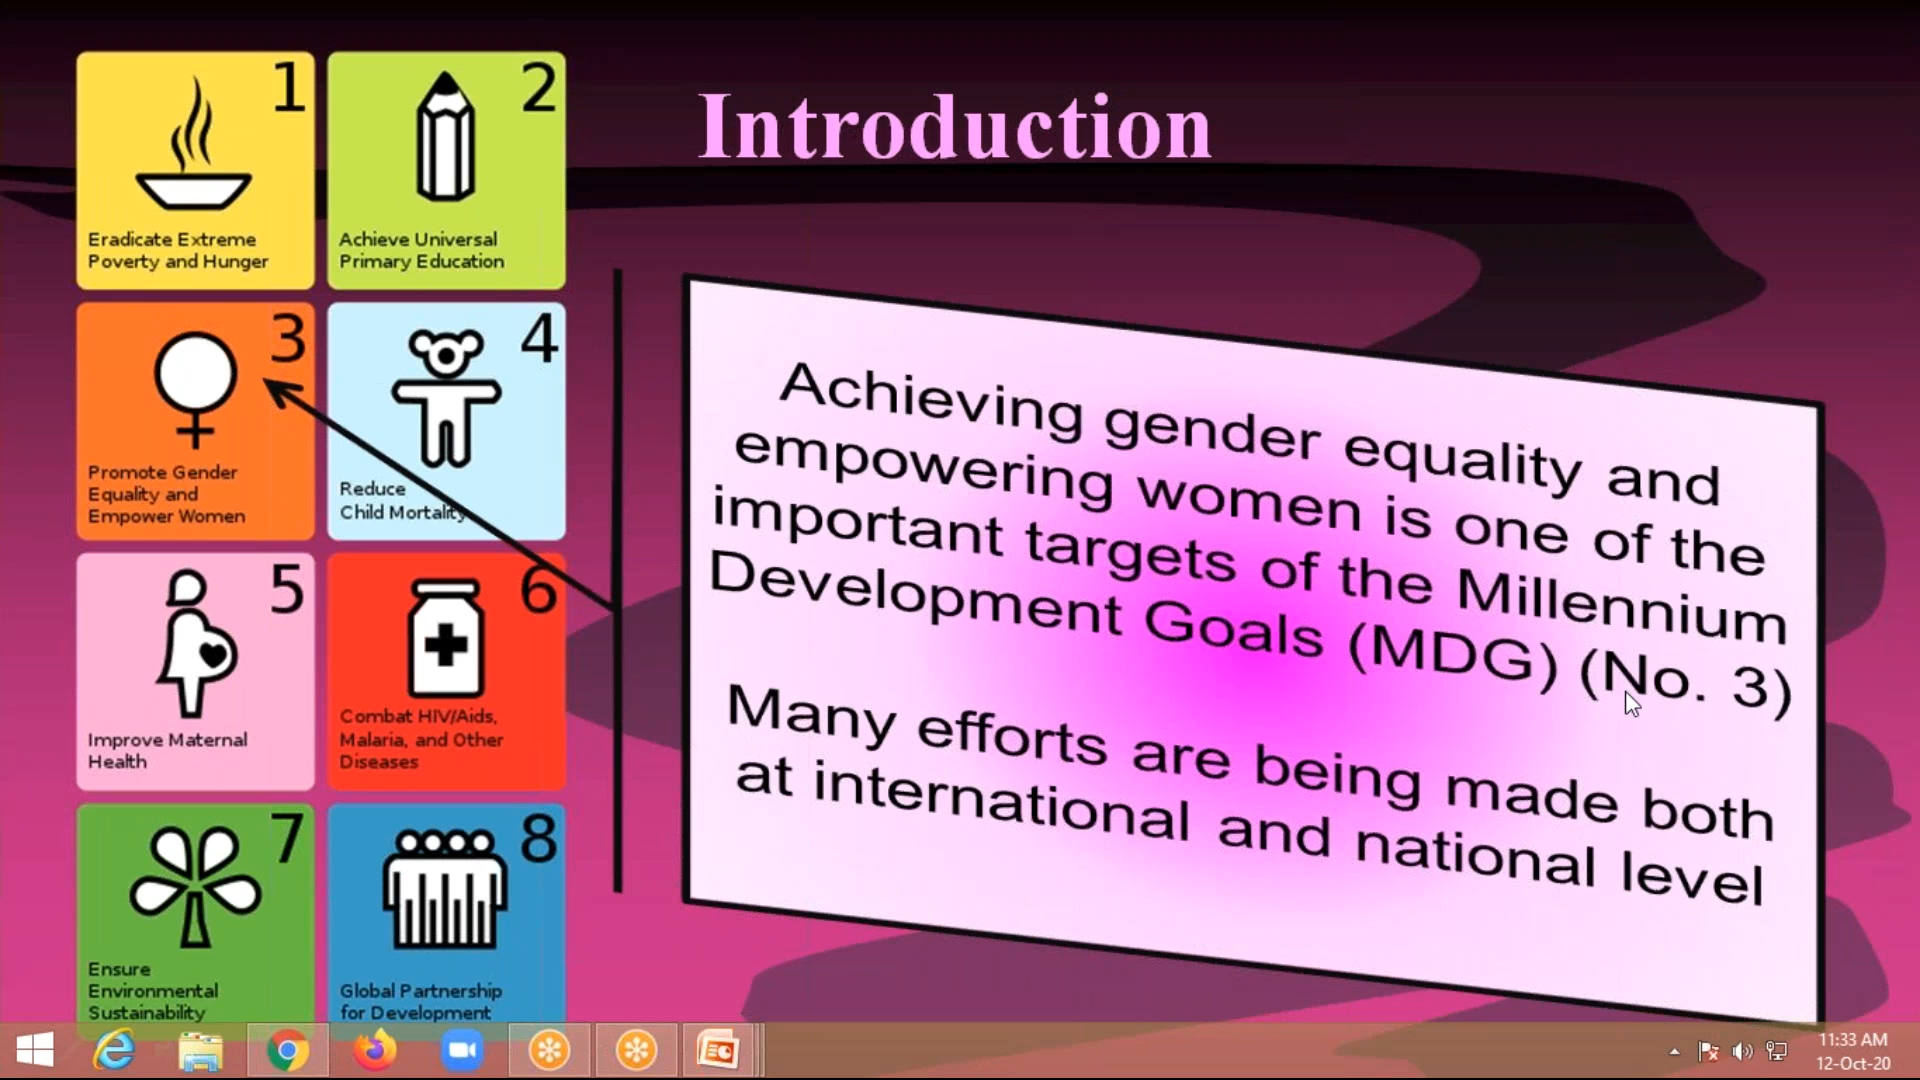 Introduction
1
Eradicate Extreme
Poverty and Hunger
2
Achieve Universal
Primary Education
3
Promote Gender
Equality and
Empower Women
4
Reduce
Child Mortality
5
Improve Maternal
Health
6
Combat HIV/Aids,
Malaria, and Other
Diseases
7
Ensure
Environmental
Sustainability
8
Global Partnership
for Development
Achieving gender equality and
empowering women is one of the
important targets of the Millennium
Development Goals (MDG) (No. 3)
Many efforts are being made both
at international and national level
11:33 AM
12-Oct-20